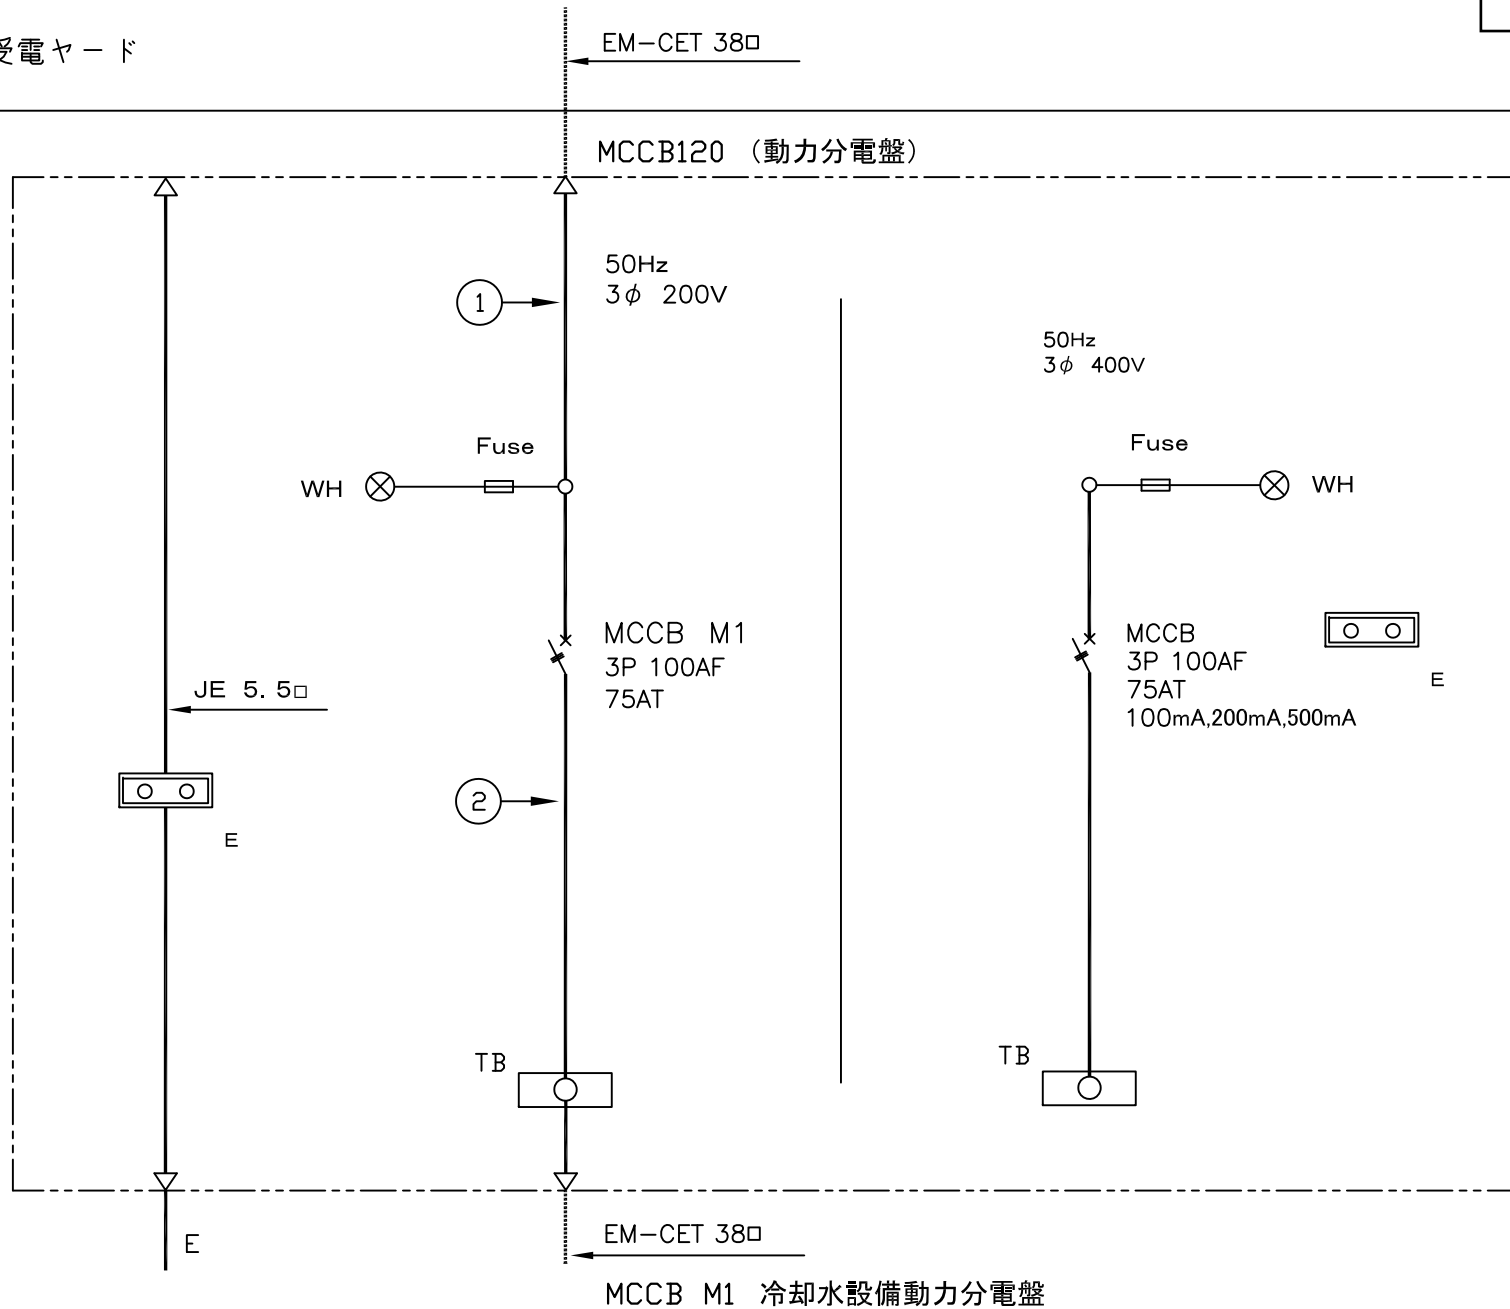 受電ヤード
EM-CET 38□
MCCB120 (動力分電盤)
50Hz
3φ 200V
1
50Hz
3φ 400V
Fuse
WH
Fuse
WH
MCCB M1
3P 100AF
75AT
MCCB
3P 100AF
75AT
100mA,200mA,500mA
E
JE 5.5□
2
E
TB
TB
E
EM-CET 38□
MCCB M1 冷却水設備動力分電盤